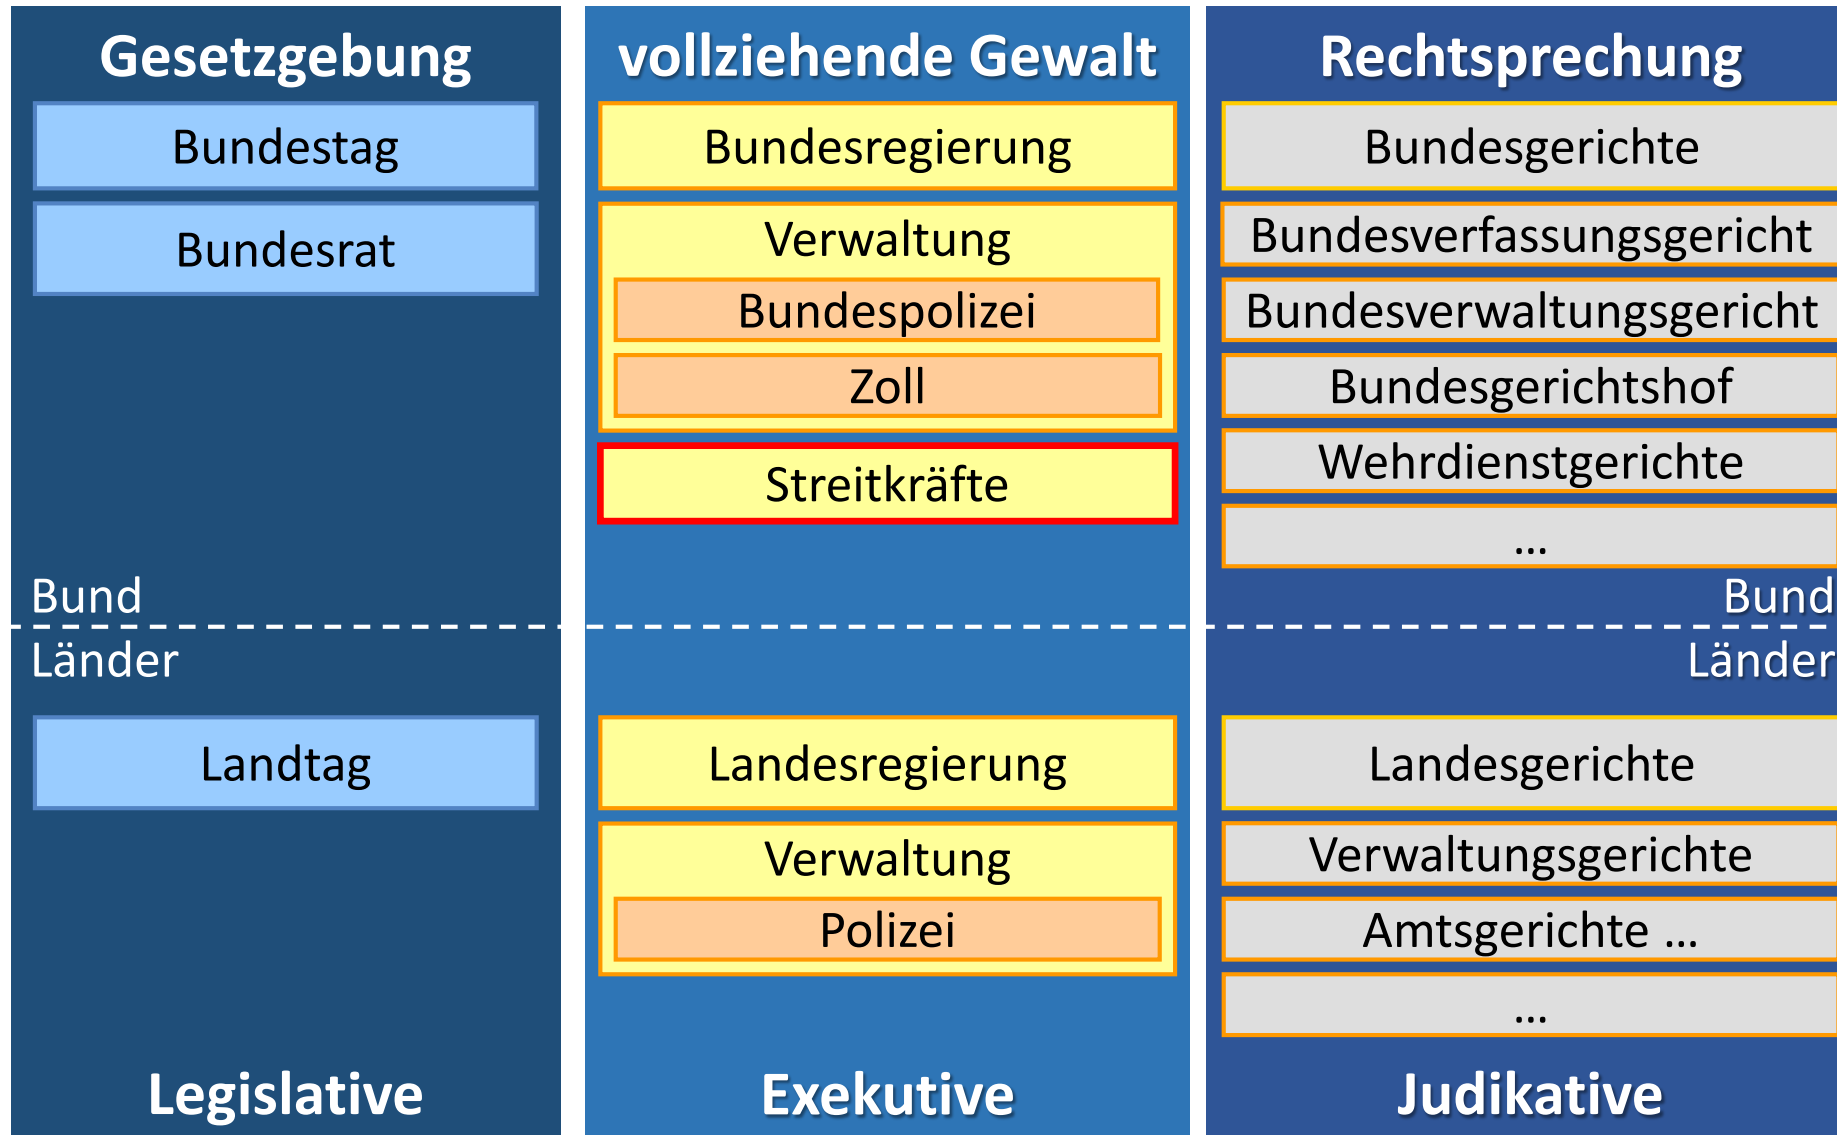 Gesetzgebung
Bundestag
Bundesrat
Bund
Länder
Landtag
Legislative
vollziehende Gewalt
Bundesregierung
Verwaltung
Bundespolizei
Zoll
Streitkräfte
Landesregierung
Verwaltung
Polizei
Exekutive
Rechtsprechung
Bundesgerichte
Bundesverfassungsgericht
Bundesverwaltungsgericht
Bundesgerichtshof
Wehrdienstgerichte
...
Bund
Länder
Landesgerichte
Verwaltungsgerichte
Amtsgerichte ...
...
Judikative